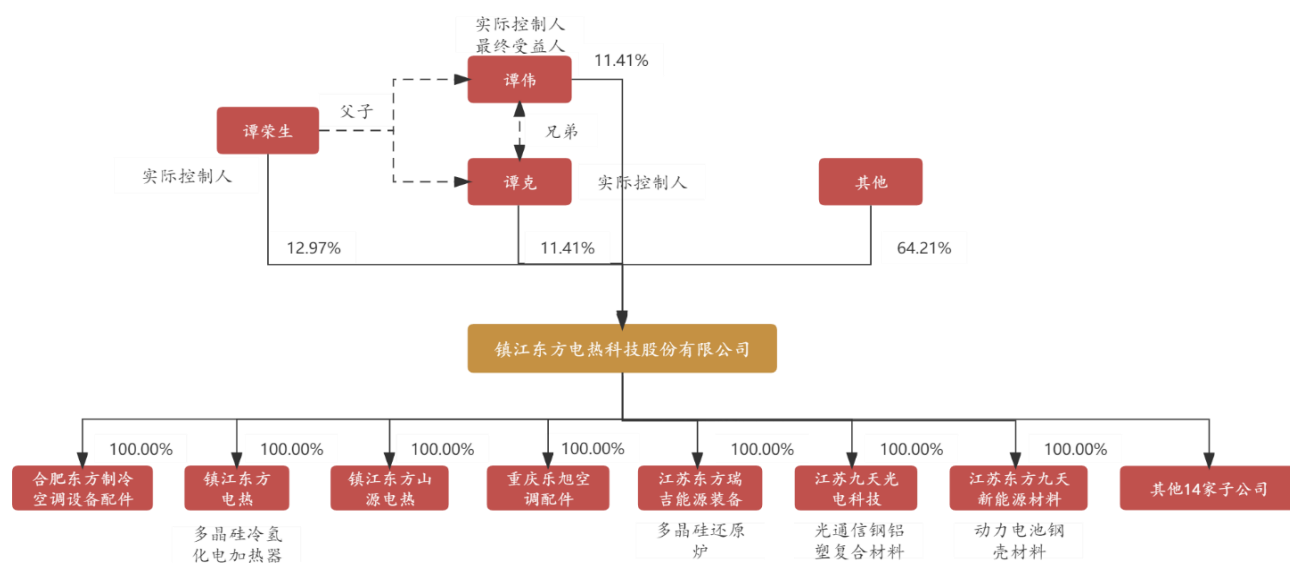 实际控制人
最终受益人
11.41%
谭伟
父子
谭荣生
兄弟
实际控制人
谭克
实际控制人
其他
12.97%
11.41%
64.21%
镇江东方电热科技股份有限公司
100.00%
100.00%
100.00%
100.00%
100.00%
100.00%
100.00%
合肥东方制冷
空调设备配件
镇江东方
电热
镇江东方山
源电热
重庆乐旭空
调配件
江苏东方瑞
吉能源装备
江苏九天光
电科技
江苏东方九天
新能源材料
其他14家子公司
多晶硅冷氢
化电加热器
多晶硅还原
炉
光通信钢铝
塑复合材料
动力电池钢
壳材料